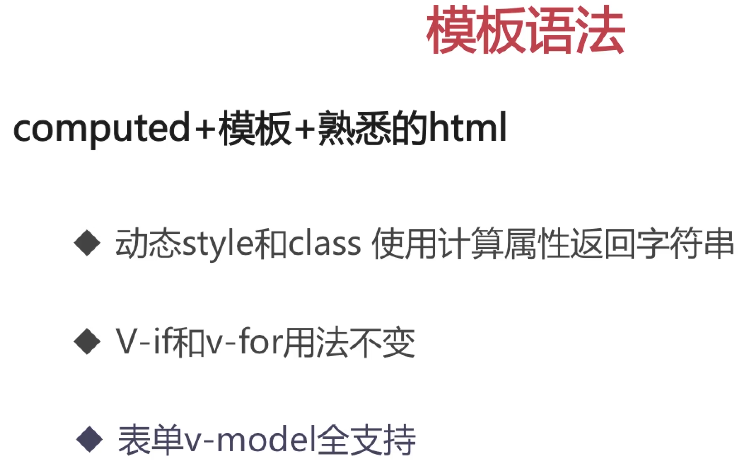 模板语法
computed+模板+熟悉的html
动态style和class 使用计算属性返回字符串
V-if和v-for用法不变
表单v-model全支持